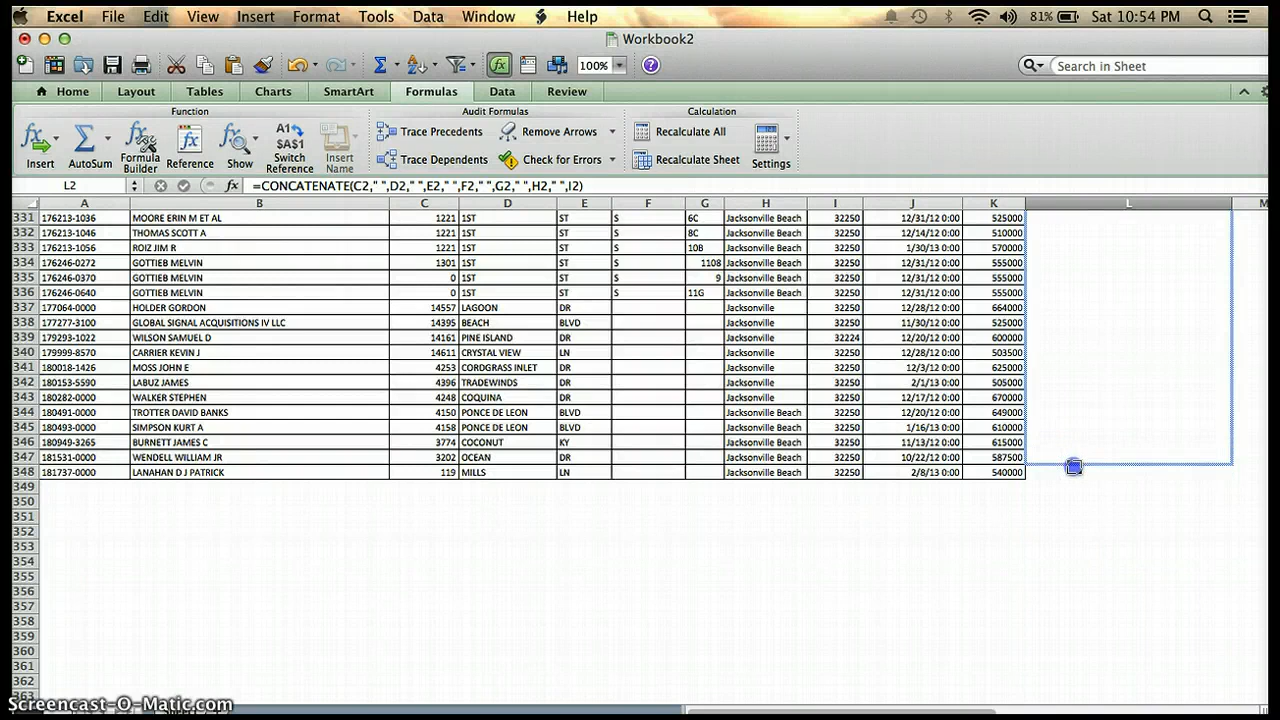 Excel File Edit View Insert Format Tools Data Window Help 81% Sat 10:54 PM
Workbook2
100% Search in Sheet
Home Layout Tables Charts SmartArt Formulas Data Review
Function Audit Formulas Calculation
Insert AutoSum Formula Builder Reference Show A1 $A$1 Switch Reference Insert Name Trace Precedents Remove Arrows Recalculate All Settings
Trace Dependents Check for Errors Recalculate Sheet
L2 fx =CONCATENATE(C2," ",D2," ",E2," ",F2," ",G2," ",H2," ",I2)
A B C D E F G H I J K L M
331 176213-1036 MOORE ERIN M ET AL 1221 1ST ST S 6C Jacksonville Beach 32250 12/31/12 0:00 525000
332 176213-1046 THOMAS SCOTT A 1221 1ST ST S 8C Jacksonville Beach 32250 12/14/12 0:00 510000
333 176213-1056 ROIZ JIM R 1221 1ST ST S 10B Jacksonville Beach 32250 1/30/13 0:00 570000
334 176246-0272 GOTTIEB MELVIN 1301 1ST ST S 1108 Jacksonville Beach 32250 12/31/12 0:00 555000
335 176246-0370 GOTTIEB MELVIN 0 1ST ST S 9 Jacksonville Beach 32250 12/31/12 0:00 555000
336 176246-0640 GOTTIEB MELVIN 0 1ST ST S 11G Jacksonville Beach 32250 12/31/12 0:00 555000
337 177064-0000 HOLDER GORDON 14557 LAGOON DR Jacksonville 32250 12/28/12 0:00 664000
338 177277-3100 GLOBAL SIGNAL ACQUISITIONS IV LLC 14395 BEACH BLVD Jacksonville 32250 11/30/12 0:00 525000
339 179293-1022 WILSON SAMUEL D 14161 PINE ISLAND DR Jacksonville 32224 12/20/12 0:00 600000
340 179999-8570 CARRIER KEVIN J 14611 CRYSTAL VIEW LN Jacksonville 32250 12/28/12 0:00 503500
341 180018-1426 MOSS JOHN E 4253 CORDGRASS INLET DR Jacksonville 32250 12/3/12 0:00 625000
342 180153-5590 LABUZ JAMES 4396 TRADEWINDS DR Jacksonville 32250 2/1/13 0:00 505000
343 180282-0000 WALKER STEPHEN 4248 COQUINA DR Jacksonville 32250 12/17/12 0:00 670000
344 180491-0000 TROTTER DAVID BANKS 4150 PONCE DE LEON BLVD Jacksonville Beach 32250 12/20/12 0:00 649000
345 180493-0000 SIMPSON KURT A 4158 PONCE DE LEON BLVD Jacksonville Beach 32250 1/16/13 0:00 610000
346 180949-3265 BURNETT JAMES C 3774 COCONUT KY Jacksonville Beach 32250 11/13/12 0:00 615000
347 181531-0000 WENDELL WILLIAM JR 3202 OCEAN DR Jacksonville Beach 32250 10/22/12 0:00 587500
348 181737-0000 LANAHAN D J PATRICK 119 MILLS LN Jacksonville Beach 32250 2/8/13 0:00 540000
349
350
351
352
353
354
355
356
357
358
359
360
361
362
363
Screencast-O-Matic.com